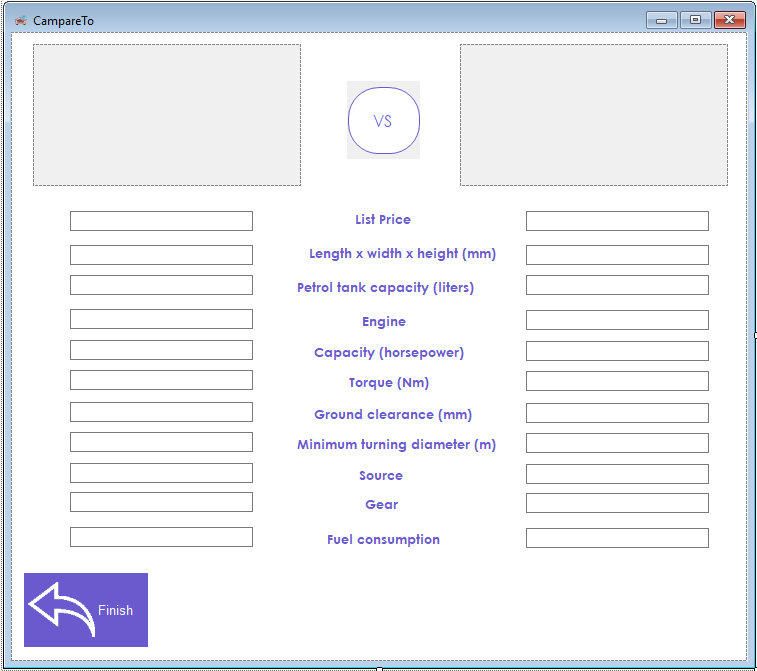 CampareTo
VS
List Price
Length x width x height (mm)
Petrol tank capacity (liters)
Engine
Capacity (horsepower)
Torque (Nm)
Ground clearance (mm)
Minimum turning diameter (m)
Source
Gear
Fuel consumption
Finish